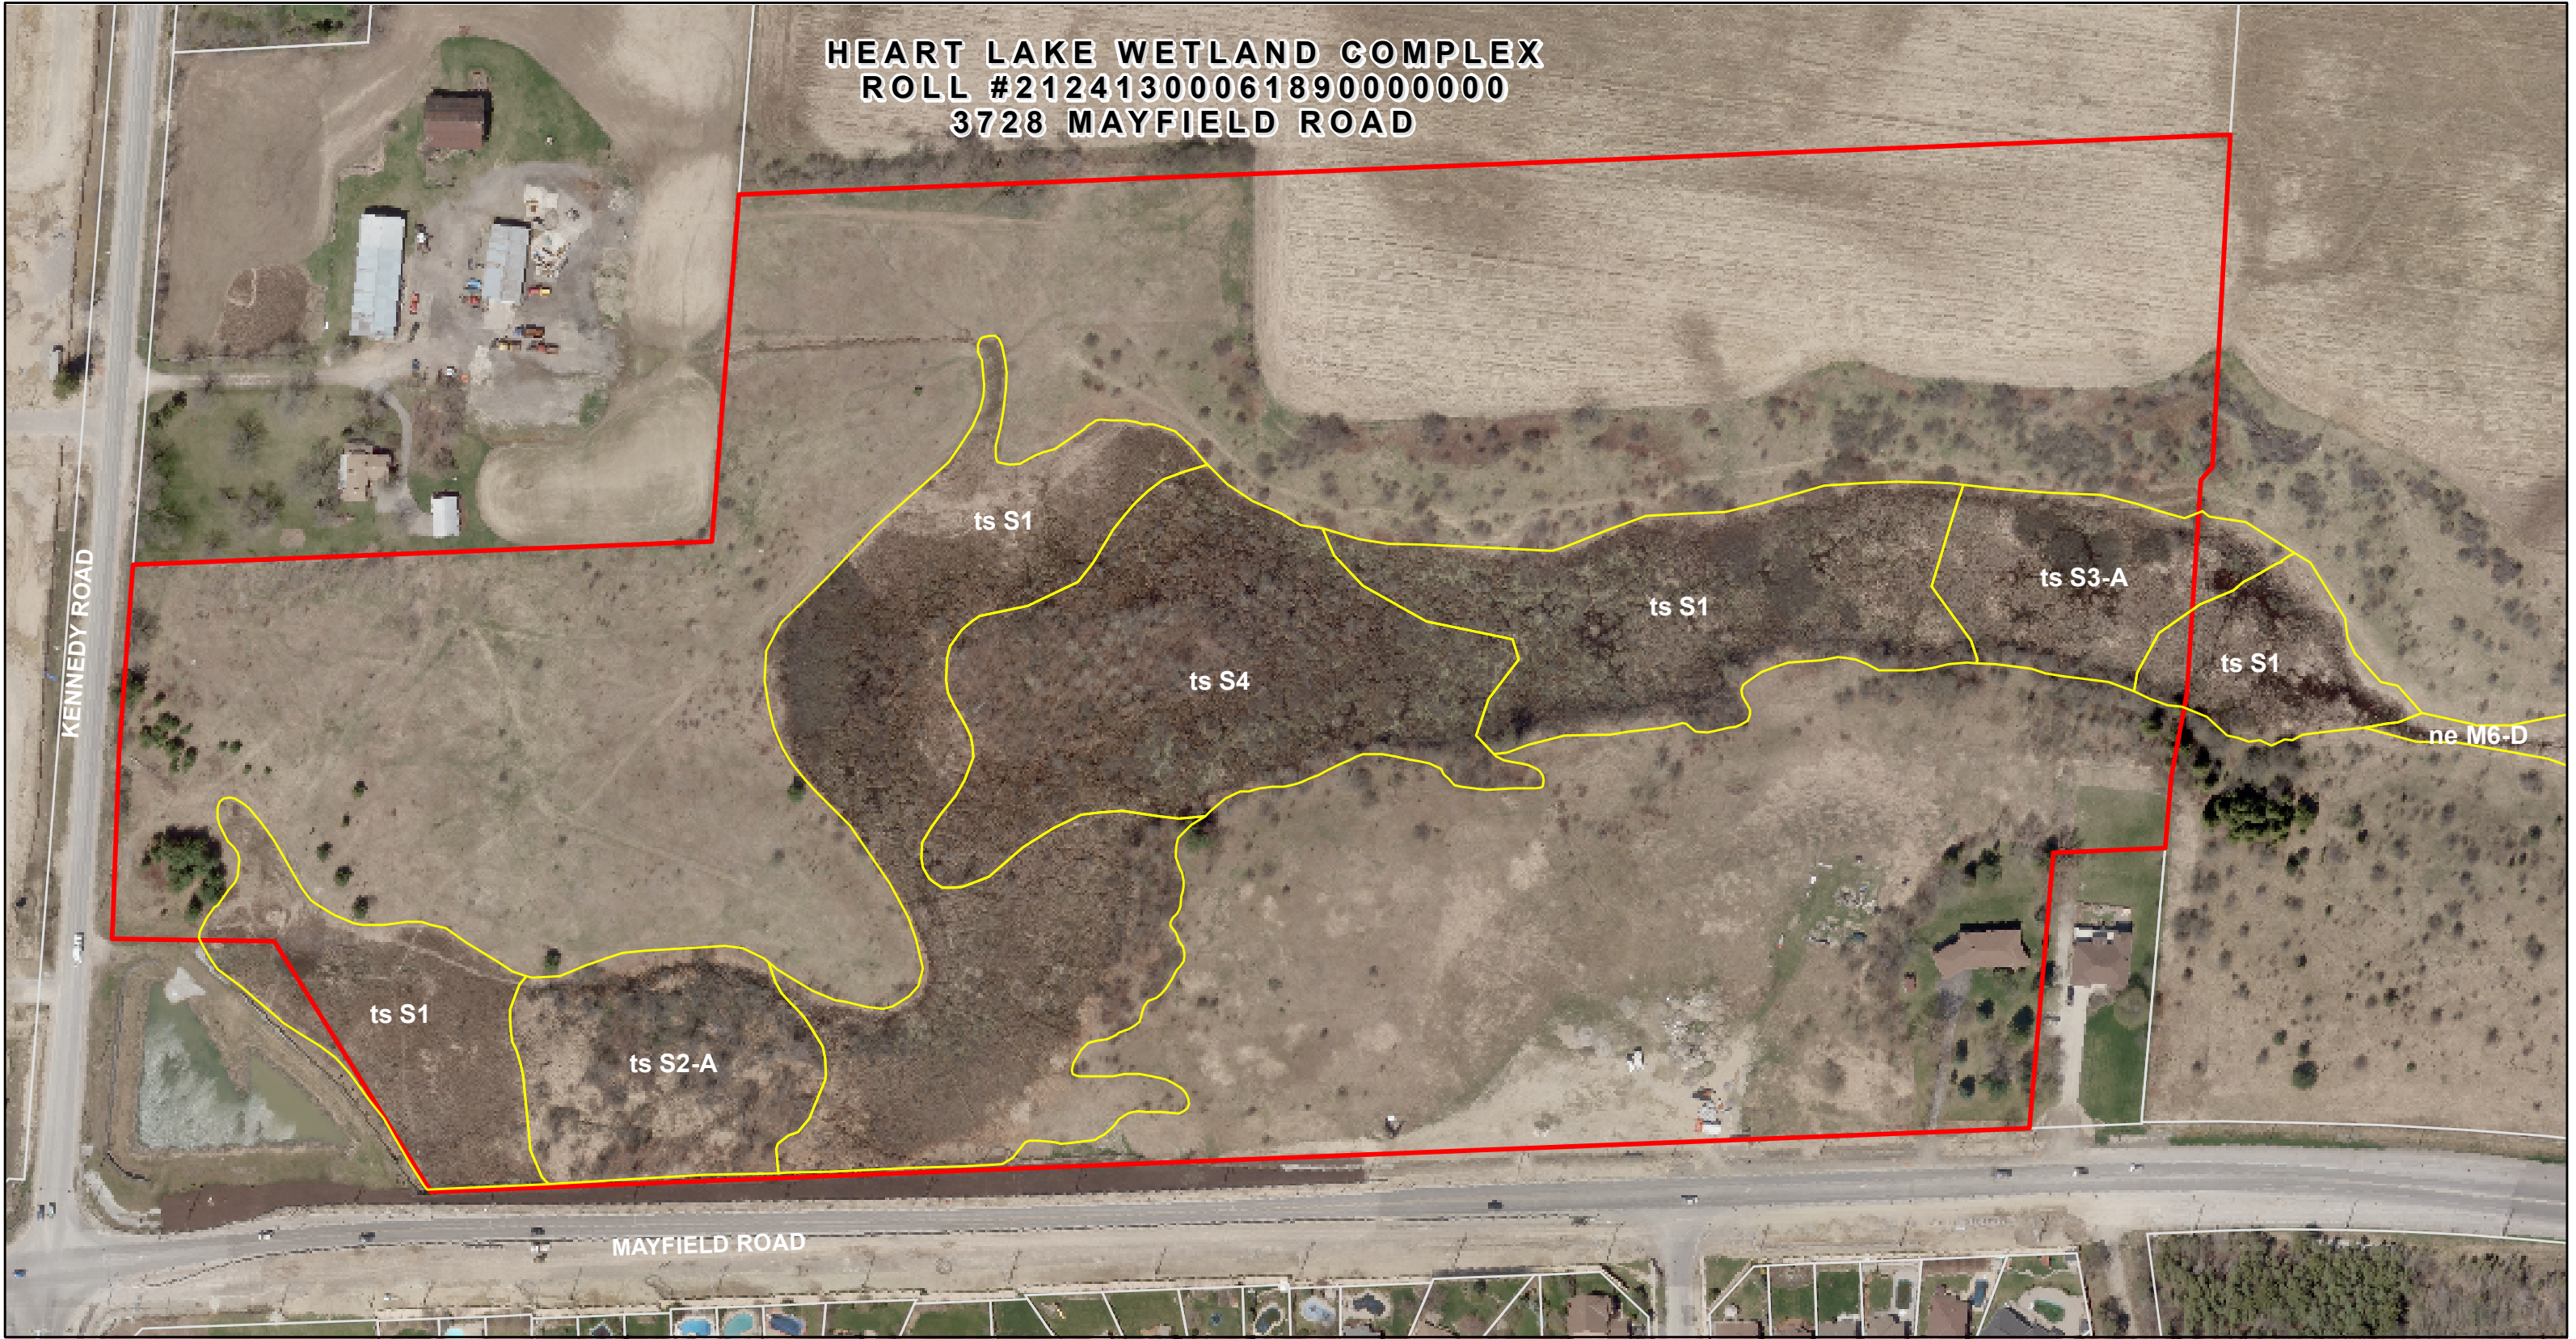 HEART LAKE WETLAND COMPLEX
ROLL #212413000618900000000
3728 MAYFIELD ROAD
ts S1
ts S3-A
ts S1
KENNEDY ROAD
ts S1
ts S4
ne M6-D
ts S1
ts S2-A
MAYFIELD ROAD